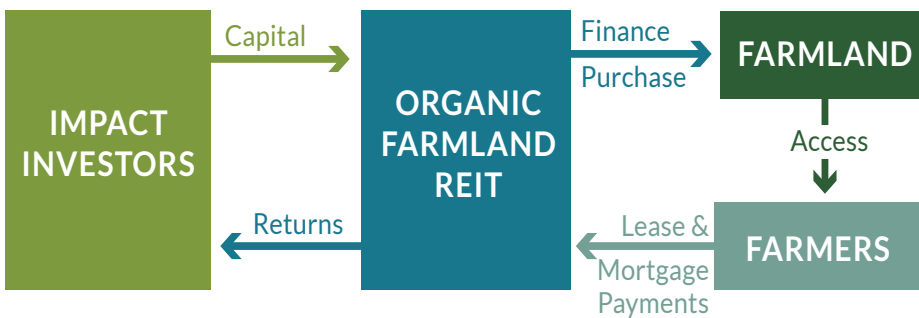 IMPACT
INVESTORS
Capital
Returns
ORGANIC
FARMLAND
REIT
Finance
Purchase
FARMLAND
Access
FARMERS
Lease &
Mortgage
Payments